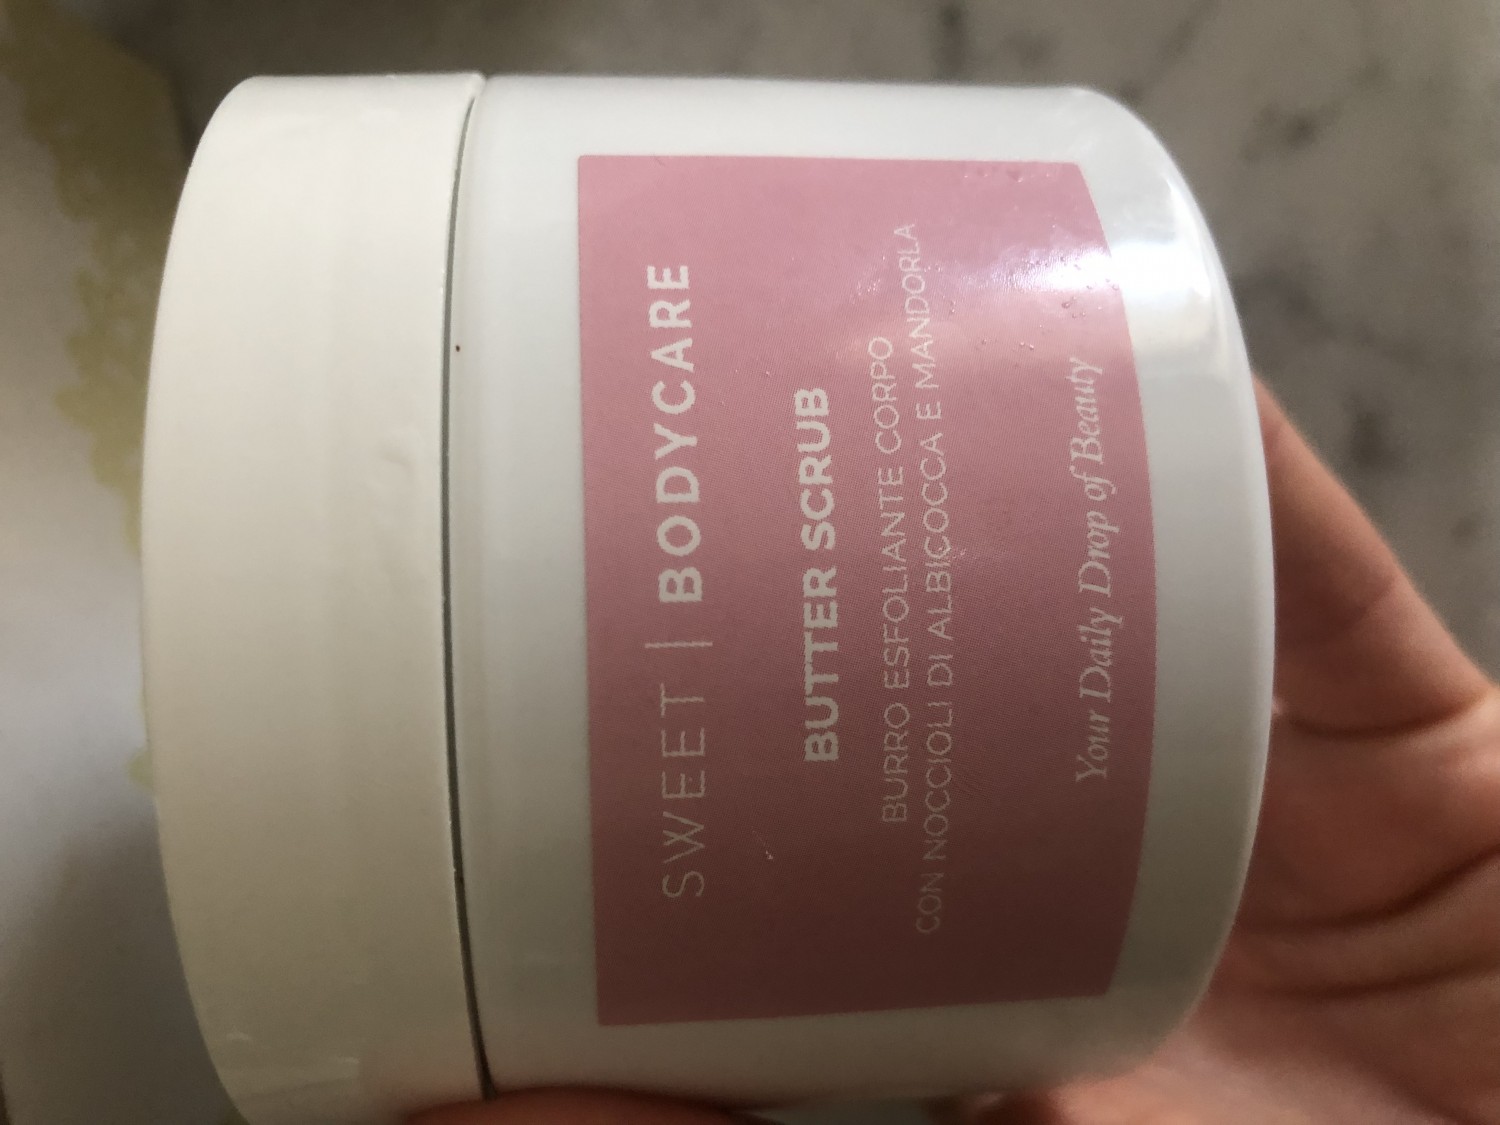 SWEET | BODYCARE
BUTTER SCRUB
BURRO ESFOLIANTE CORPO
CON NOCCIOLI DI ALBICOCCA E MANDORLA
Your Daily Drop of Beauty